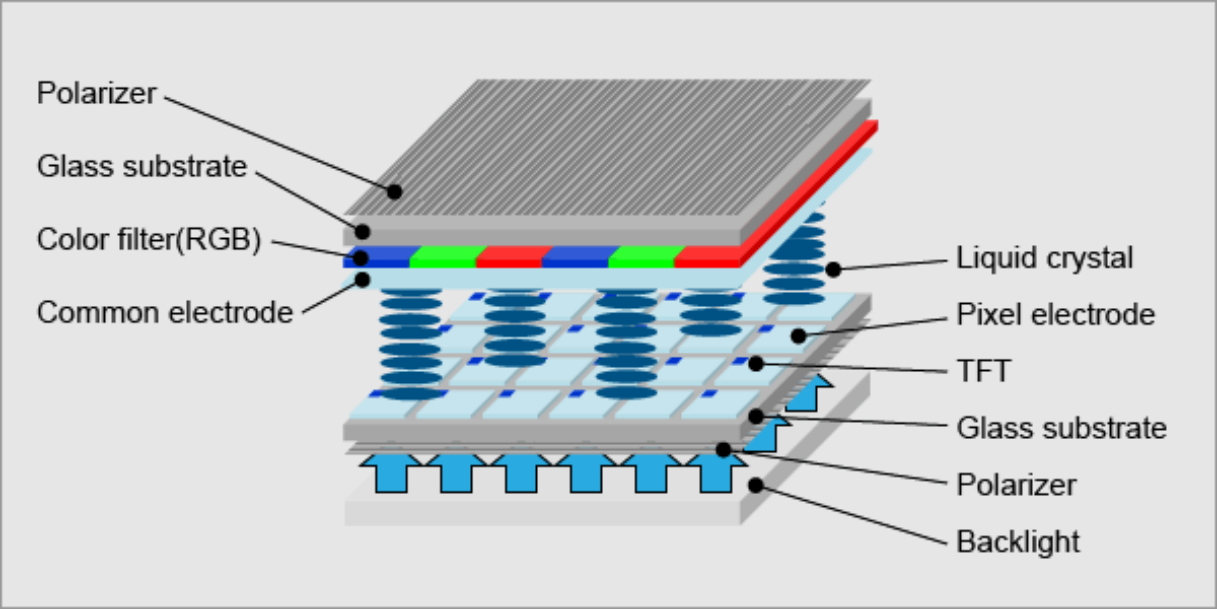 Polarizer
Glass substrate
Color filter(RGB)
Common electrode
Liquid crystal
Pixel electrode
TFT
Glass substrate
Polarizer
Backlight